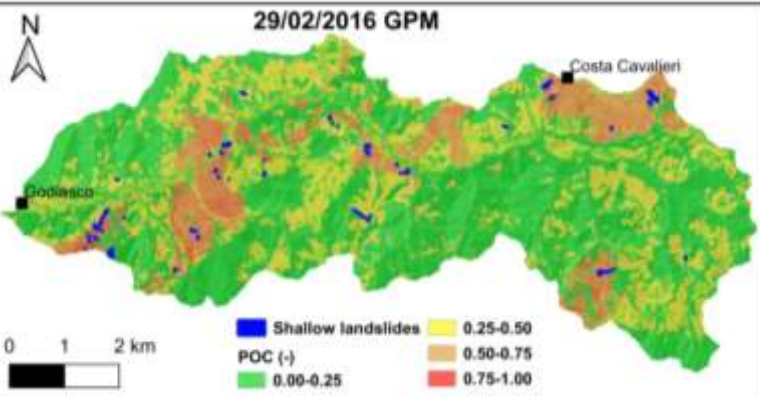 29/02/2016 GPM
N
Costa Cavalieri
Godiasco
Shallow landslides
POC (-)
0.00-0.25
0.25-0.50
0.50-0.75
0.75-1.00
0 1 2 km